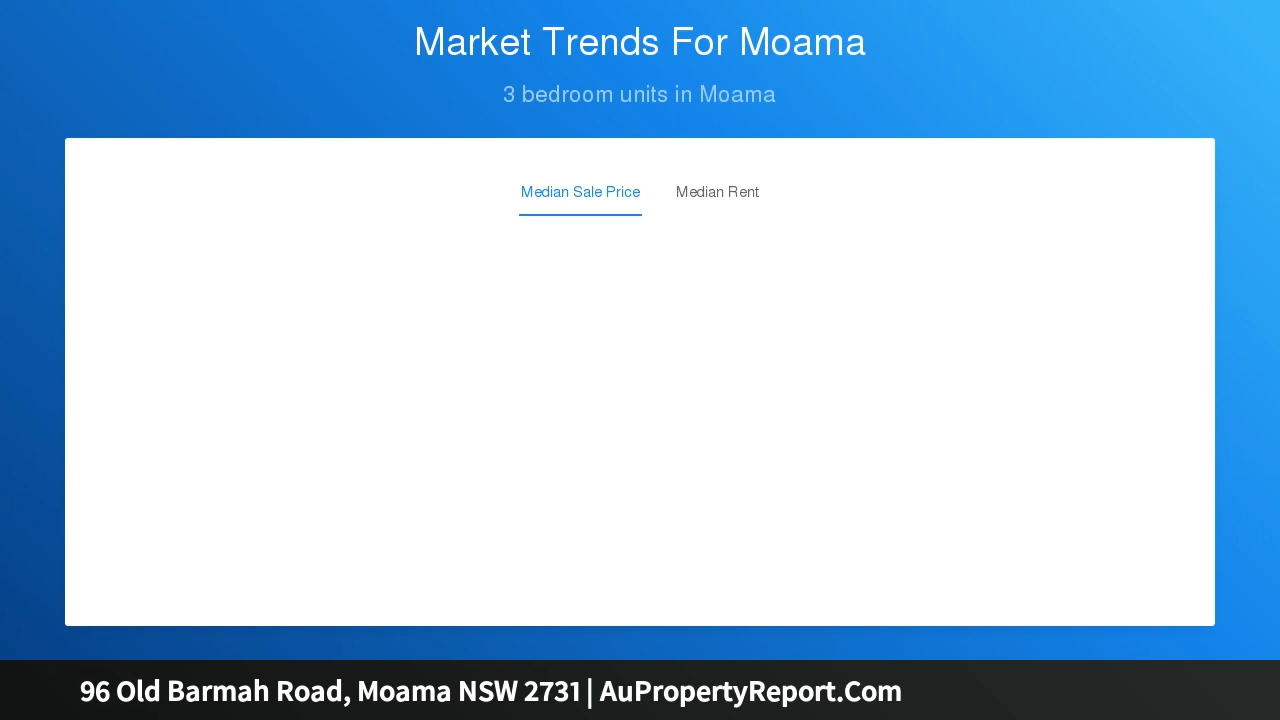 Market Trends For Moama
3 bedroom units in Moama
Median Sale Price Median Rent
96 Old Barmah Road, Moama NSW 2731 | AuPropertyReport.Com